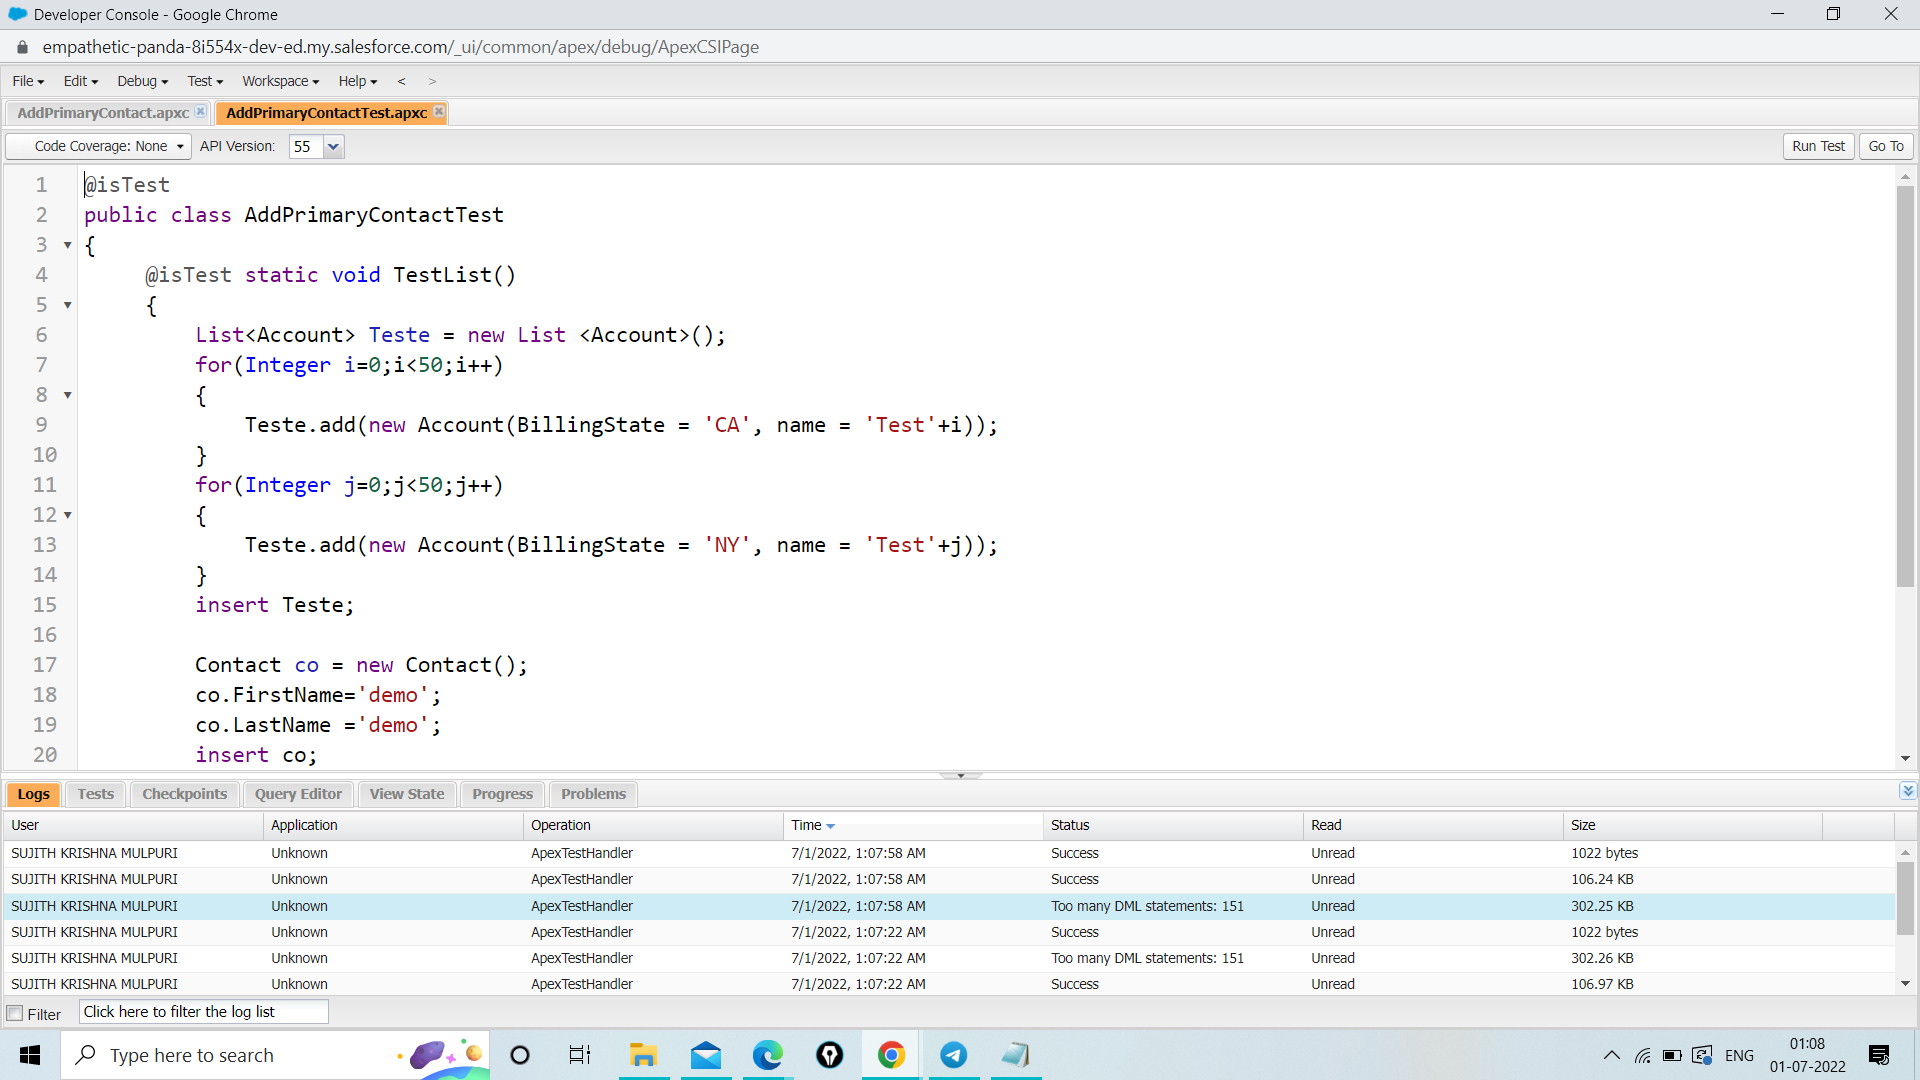 Developer Console - Google Chrome
empathetic-panda-8i554x-dev-ed.my.salesforce.com/_ui/common/apex/debug/ApexCSIPage
File Edit Debug Test Workspace Help < >
AddPrimaryContact.apxc AddPrimaryContactTest.apxc
Code Coverage: None API Version: 55 Run Test Go To
1 @isTest
2 public class AddPrimaryContactTest
3 {
4 @isTest static void TestList()
5 {
6 List<Account> Teste = new List <Account>();
7 for(Integer i=0;i<50;i++)
8 {
9 Teste.add(new Account(BillingState = 'CA', name = 'Test'+i));
10 }
11 for(Integer j=0;j<50;j++)
12 {
13 Teste.add(new Account(BillingState = 'NY', name = 'Test'+j));
14 }
15 insert Teste;
16
17 Contact co = new Contact();
18 co.FirstName='demo';
19 co.LastName ='demo';
20 insert co;
Logs Tests Checkpoints Query Editor View State Progress Problems
User Application Operation Time Status Read Size
SUJITH KRISHNA MULPURI Unknown ApexTestHandler 7/1/2022, 1:07:58 AM Success Unread 1022 bytes
SUJITH KRISHNA MULPURI Unknown ApexTestHandler 7/1/2022, 1:07:58 AM Success Unread 106.24 KB
SUJITH KRISHNA MULPURI Unknown ApexTestHandler 7/1/2022, 1:07:58 AM Too many DML statements: 151 Unread 302.25 KB
SUJITH KRISHNA MULPURI Unknown ApexTestHandler 7/1/2022, 1:07:22 AM Success Unread 1022 bytes
SUJITH KRISHNA MULPURI Unknown ApexTestHandler 7/1/2022, 1:07:22 AM Too many DML statements: 151 Unread 302.26 KB
SUJITH KRISHNA MULPURI Unknown ApexTestHandler 7/1/2022, 1:07:22 AM Success Unread 106.97 KB
Filter Click here to filter the log list
Type here to search ENG 01:08
01-07-2022